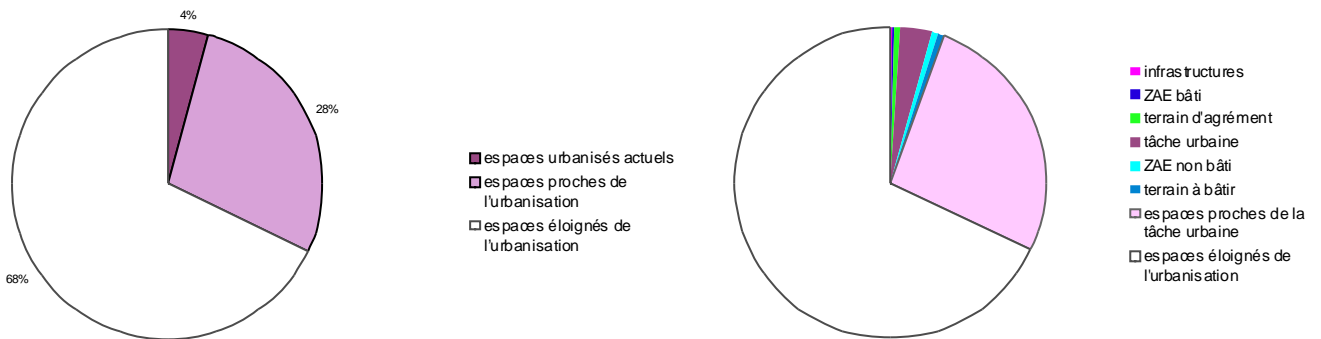 4%
28%
68%
espaces urbanisés actuels
espaces proches de
l'urbanisation
espaces éloignés de
l'urbanisation
infrastructures
ZAE bâti
terrain d'agrément
tâche urbaine
ZAE non bâti
terrain à bâtir
espaces proches de la
tâche urbaine
espaces éloignés de
l'urbanisation